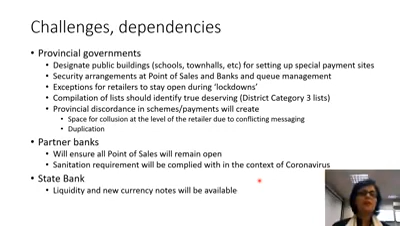 Challenges, dependencies
• Provincial governments
• Designate public buildings (schools, townhalls, etc) for setting up special payment sites
• Security arrangements at Point of Sales and Banks and queue management
• Exceptions for retailers to stay open during 'lockdowns'
• Compilation of lists should identify true deserving (District Category 3 lists)
• Provincial discordance in schemes/payments will create
• Space for collusion at the level of the retailer due to conflicting messaging
• Duplication
• Partner banks
• Will ensure all Point of Sales will remain open
• Sanitation requirement will be complied with in the context of Coronavirus
• State Bank
• Liquidity and new currency notes will be available